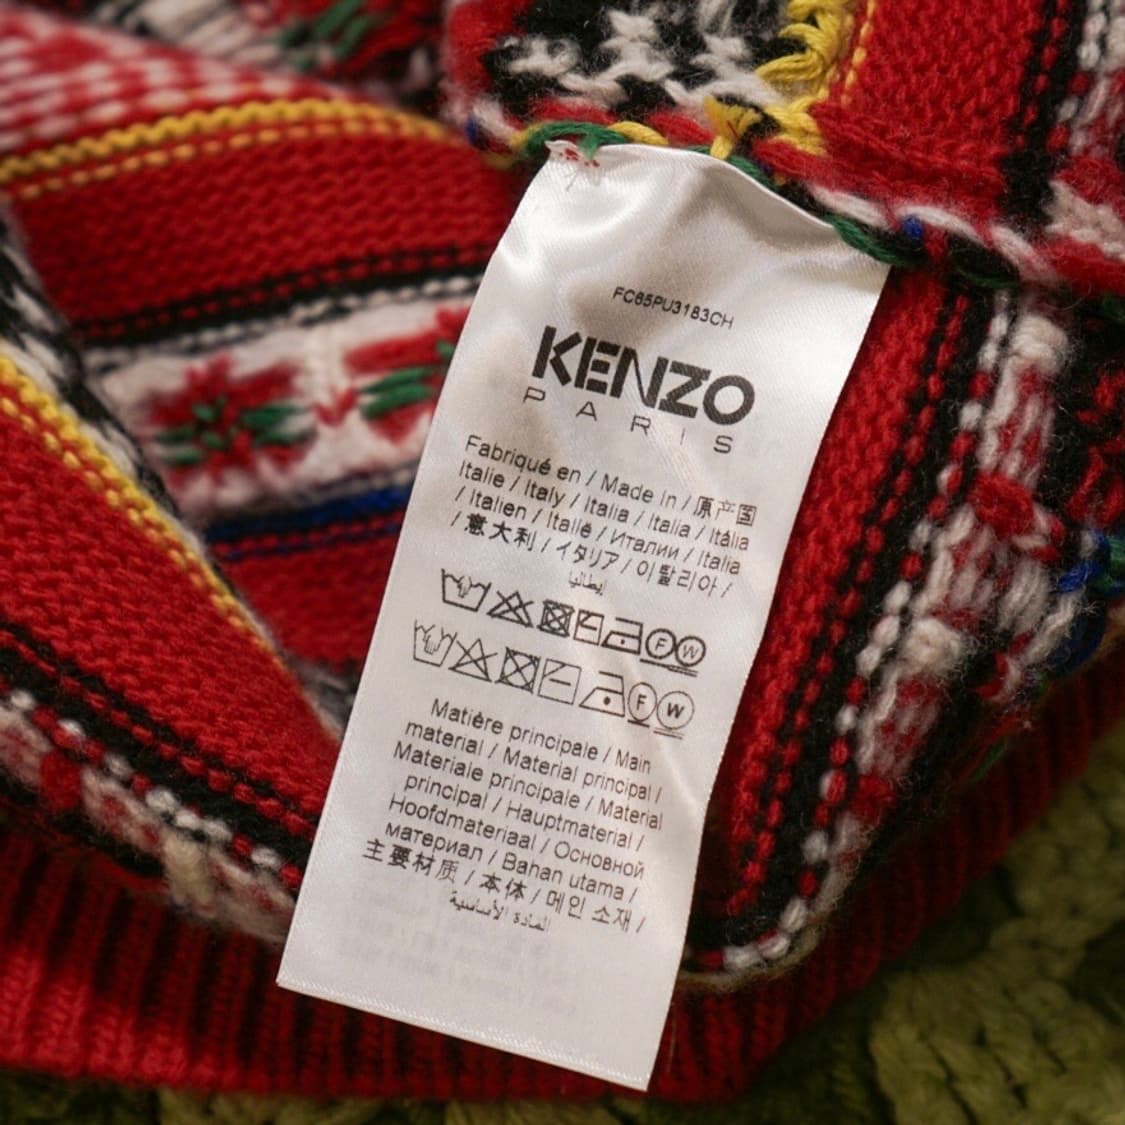 FC65PU3183CH
KENZO
PARIS
Fabriqué en / Made in / 原产国
Italie / Italy / Italia / Italia / Itália
/ Italien / Italië / Италии / Italia
/ 意大利 / イタリア / 이탈리아 /
إيطاليا
F W
F W
Matière principale / Main
material / Material principal /
Materiale principale / Material
principal / Hauptmaterial /
Hoofdmateriaal / Основной
материал / Bahan utama /
主要材质 / 本体 / 메인 소재 /
المادة الأساسية